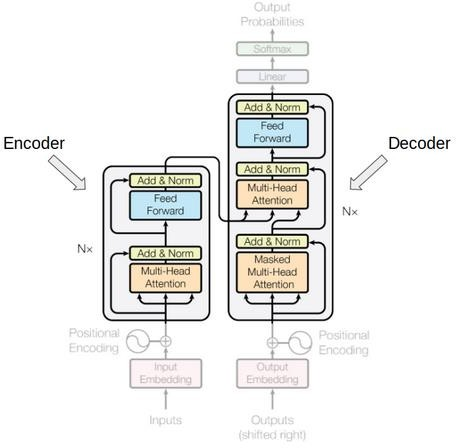 Output
Probabilities
Softmax
Linear
Add & Norm
Feed
Forward
Add & Norm
Multi-Head
Attention
Add & Norm
Masked
Multi-Head
Attention
Decoder
N×
Encoder
Add & Norm
Feed
Forward
N×
Add & Norm
Multi-Head
Attention
Positional
Encoding
Positional
Encoding
Input
Embedding
Output
Embedding
Inputs
Outputs
(shifted right)